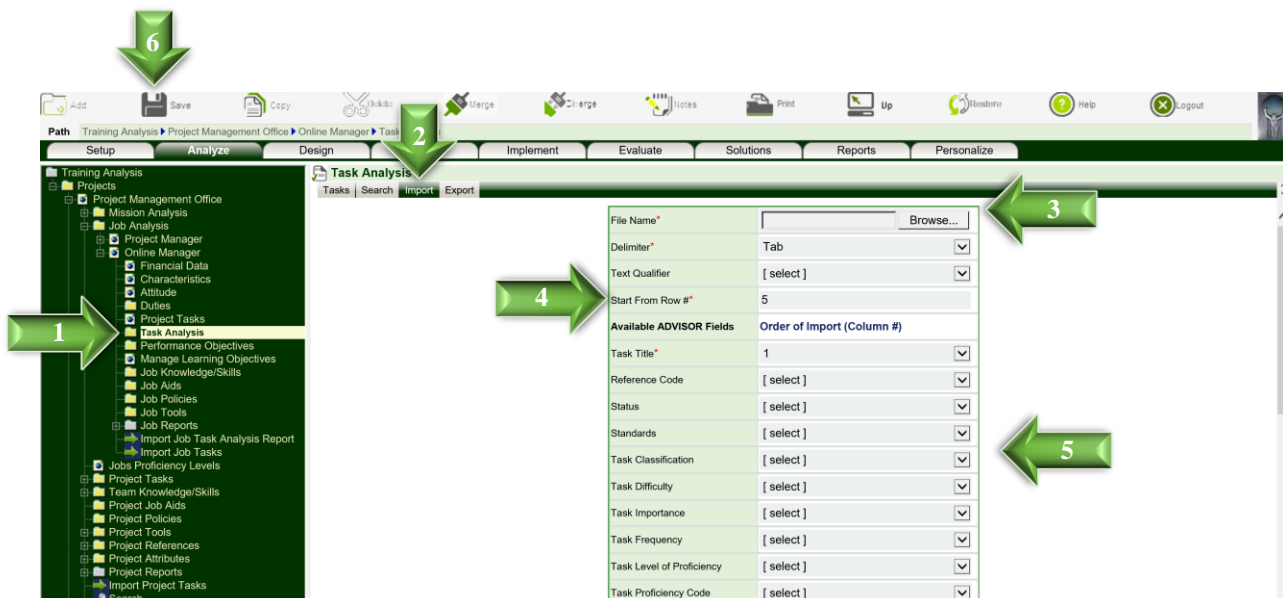 6
Add Save Copy Delete Merge Diverge Notes Print Up Restore Help Logout
Path Training Analysis Project Management Office Online Manager Task
2
Setup Analyze Design Implement Evaluate Solutions Reports Personalize
Training Analysis
Projects
Project Management Office
Mission Analysis
Job Analysis
Project Manager
Online Manager
Financial Data
Characteristics
Attitude
Duties
Project Tasks
1
Task Analysis
Performance Objectives
Manage Learning Objectives
Job Knowledge/Skills
Job Aids
Job Policies
Job Tools
Job Reports
Import Job Task Analysis Report
Import Job Tasks
Jobs Proficiency Levels
Project Tasks
Team Knowledge/Skills
Project Job Aids
Project Policies
Project Tools
Project References
Project Attributes
Project Reports
Import Project Tasks
Search
Task Analysis
Tasks Search Import Export
File Name* Browse...
3
Delimiter* Tab
Text Qualifier [ select ]
4
Start From Row #* 5
Available ADVISOR Fields Order of Import (Column #)
Task Title* 1
Reference Code [ select ]
Status [ select ]
Standards [ select ]
5
Task Classification [ select ]
Task Difficulty [ select ]
Task Importance [ select ]
Task Frequency [ select ]
Task Level of Proficiency [ select ]
Task Proficiency Code [ select ]